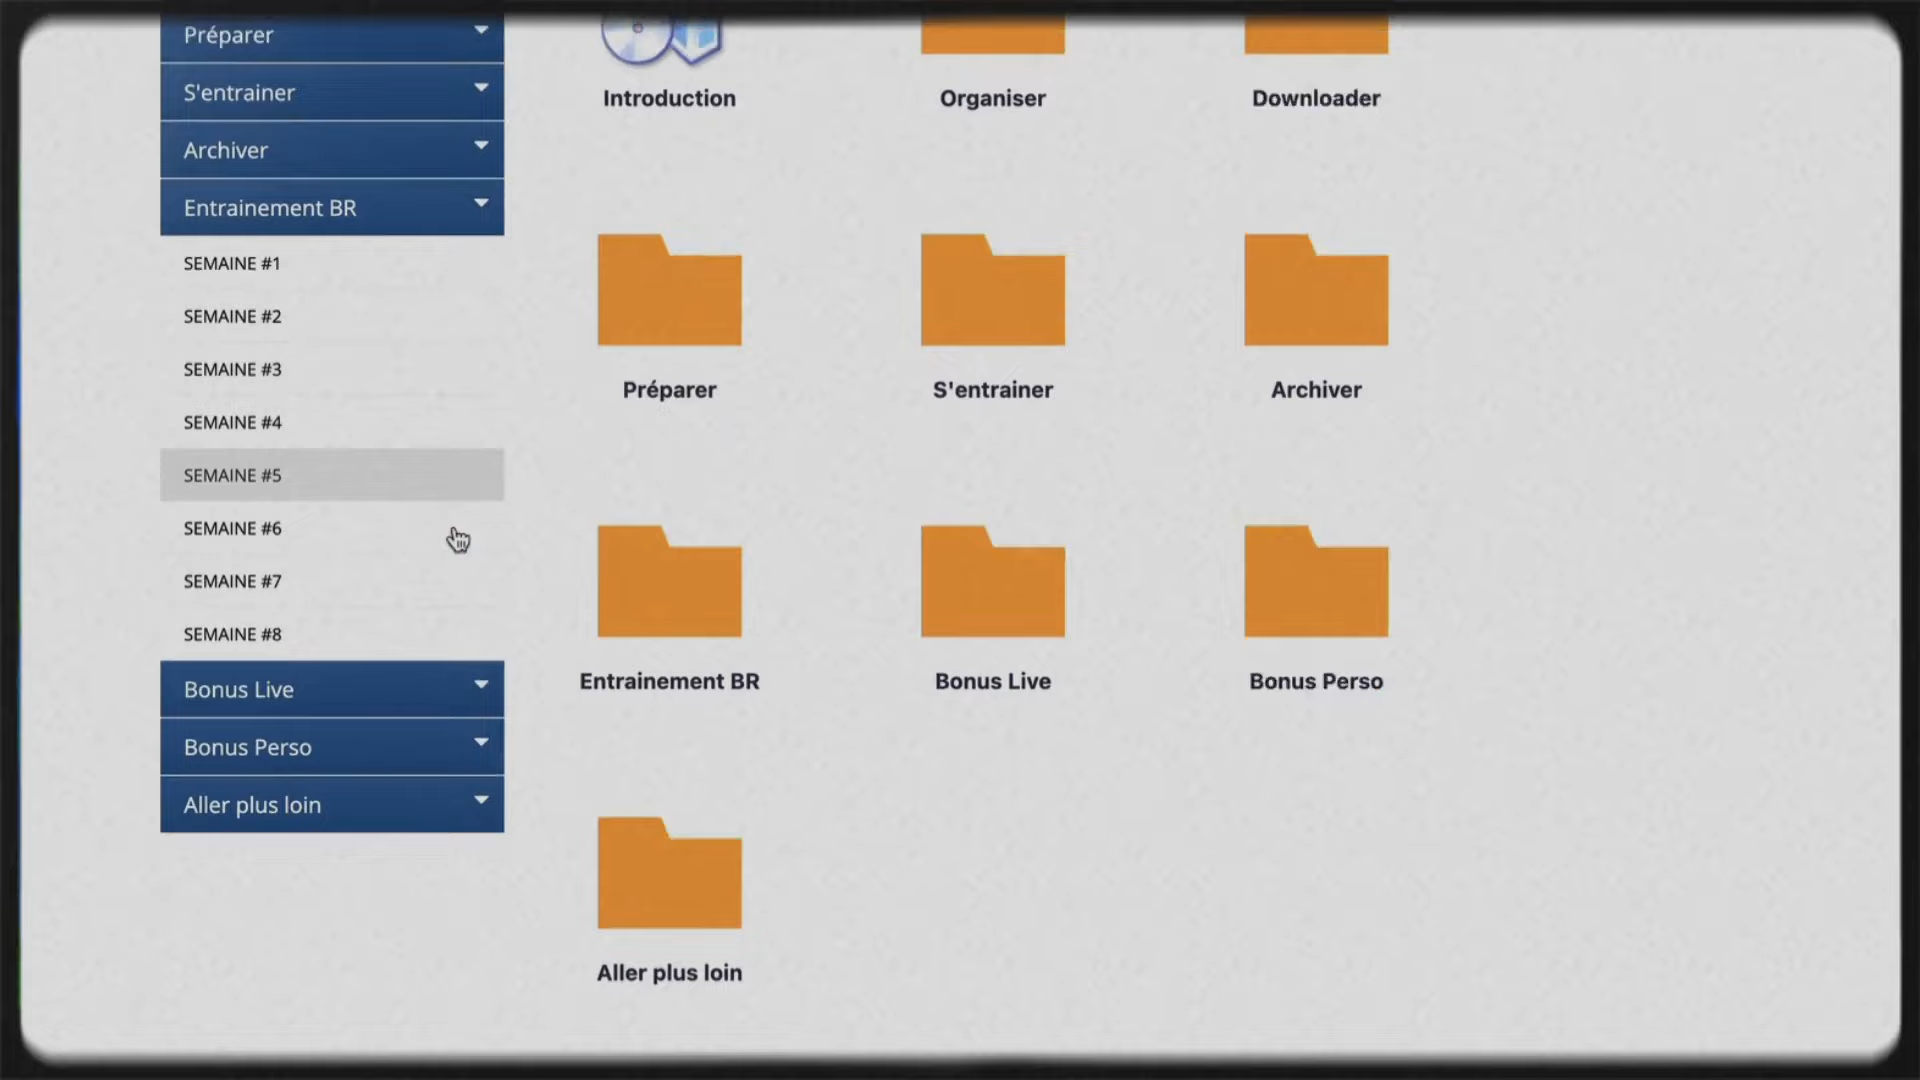 Préparer
S'entrainer
Archiver
Entrainement BR
SEMAINE #1
SEMAINE #2
SEMAINE #3
SEMAINE #4
SEMAINE #5
SEMAINE #6
SEMAINE #7
SEMAINE #8
Bonus Live
Bonus Perso
Aller plus loin
Introduction
Organiser
Downloader
Préparer
S'entrainer
Archiver
Entrainement BR
Bonus Live
Bonus Perso
Aller plus loin